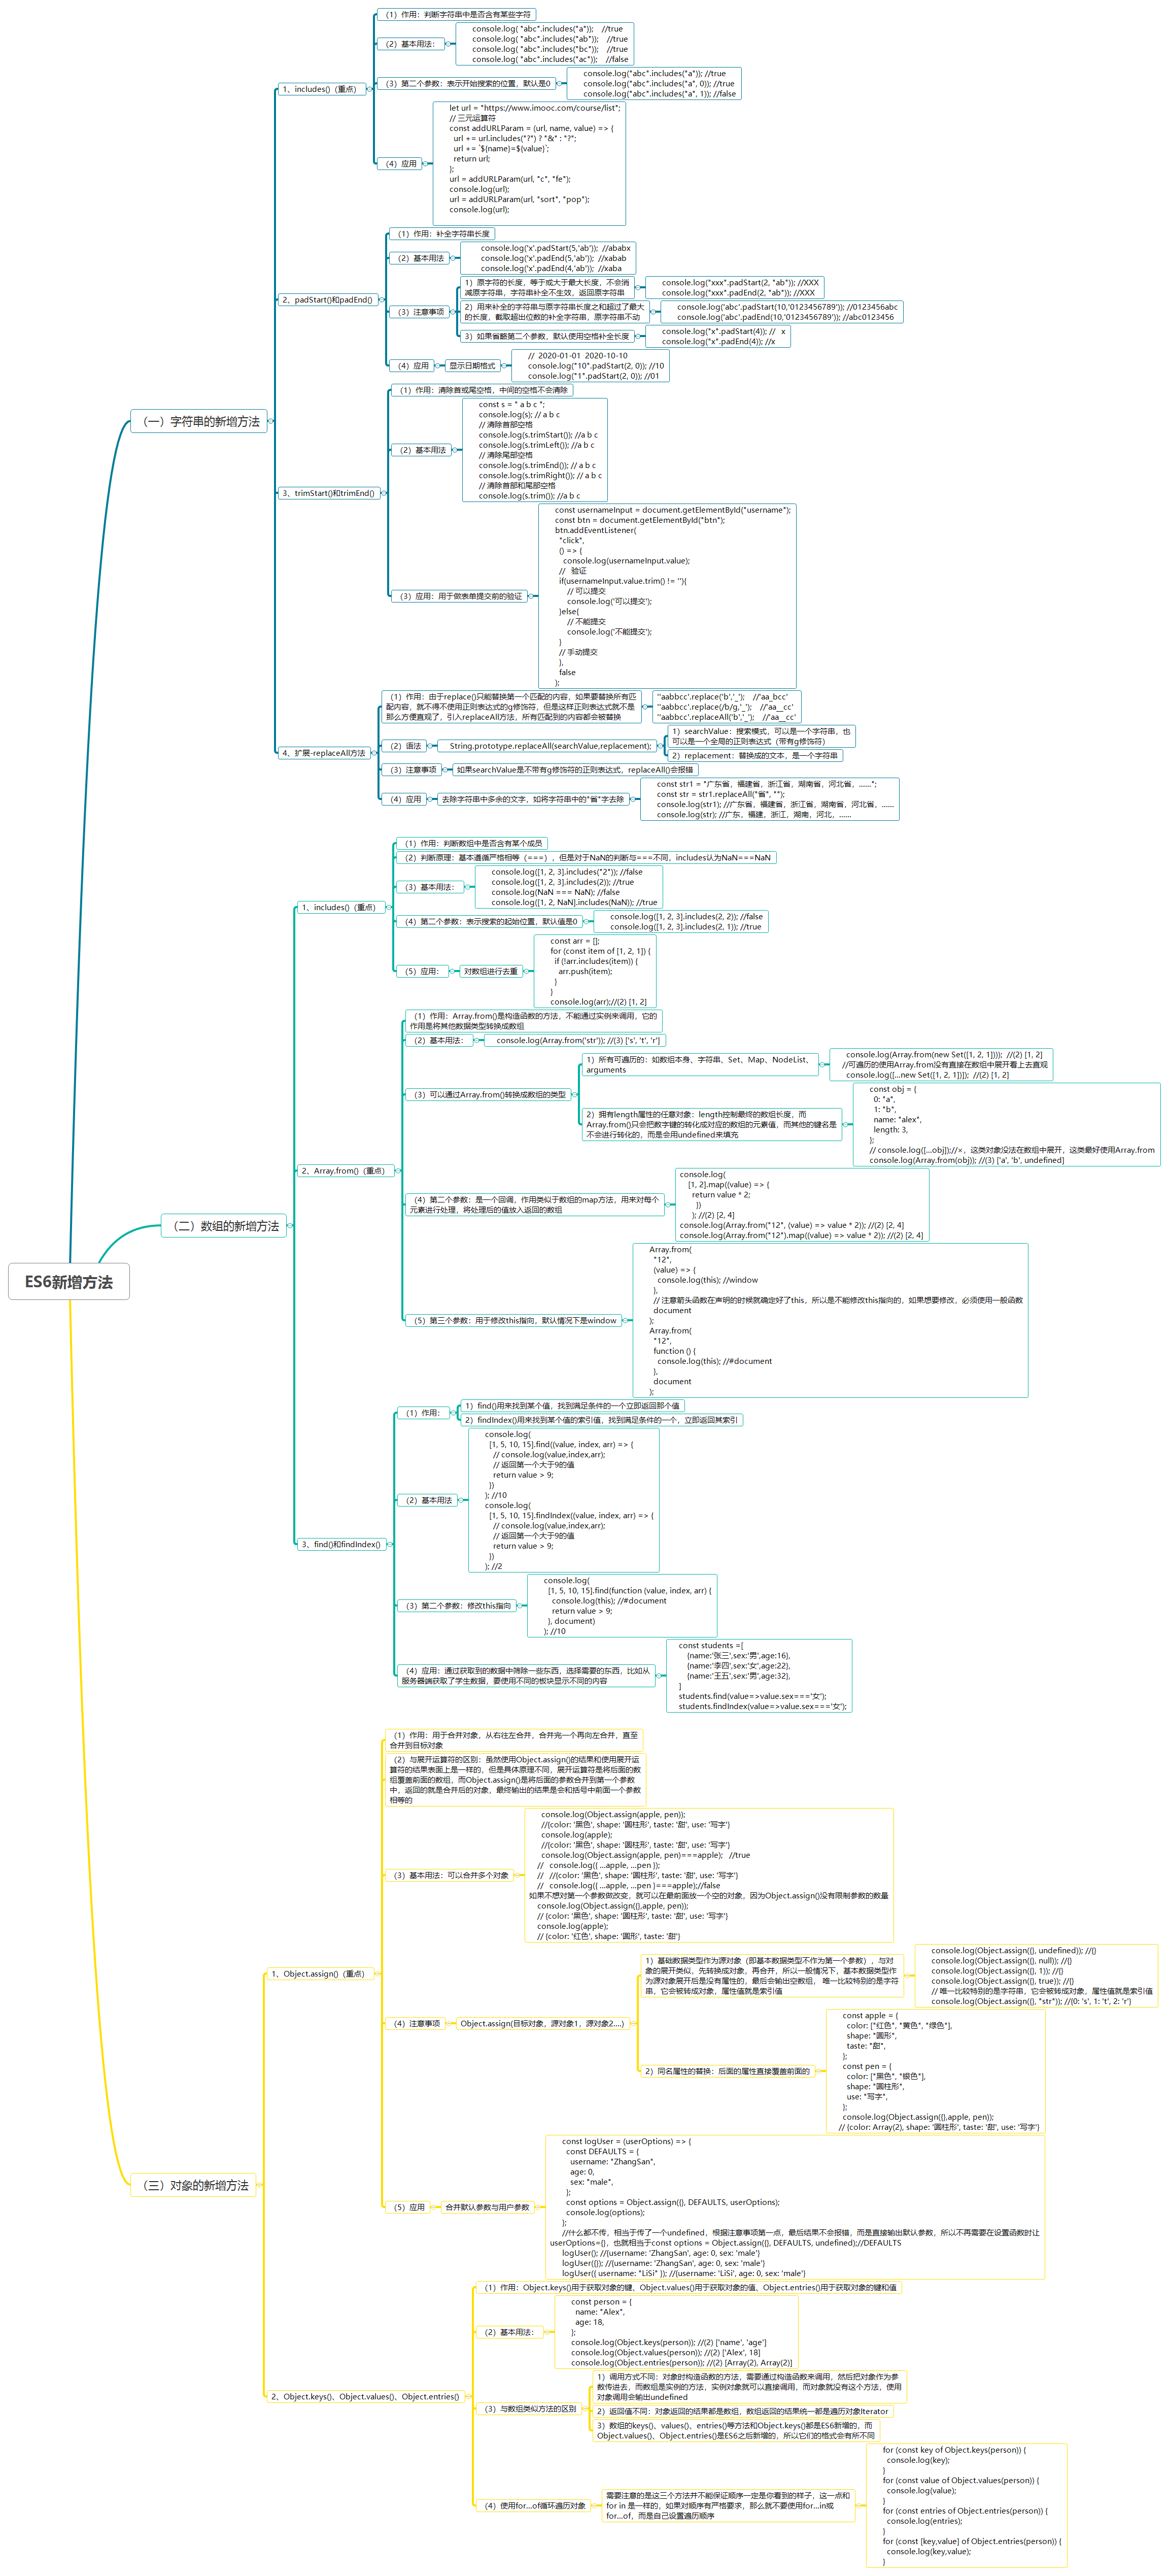 ES6新增方法
（一）字符串的新增方法
1、includes()（重点）
（1）作用：判断字符串中是否含有某些字符
（2）基本用法：
console.log( "abc".includes("a"));    //true
console.log( "abc".includes("ab"));    //true
console.log( "abc".includes("bc"));    //true
console.log( "abc".includes("ac"));    //false
（3）第二个参数：表示开始搜索的位置，默认是0
console.log("abc".includes("a")); //true
console.log("abc".includes("a", 0)); //true
console.log("abc".includes("a", 1)); //false
（4）应用
let url = "https://www.imooc.com/course/list";
// 三元运算符
const addURLParam = (url, name, value) => {
url += url.includes("?") ? "&" : "?";
url += `${name}=${value}`;
return url;
};
url = addURLParam(url, "c", "fe");
console.log(url);
url = addURLParam(url, "sort", "pop");
console.log(url);
2、padStart()和padEnd()
（1）作用：补全字符串长度
（2）基本用法
console.log('x'.padStart(5,'ab'));  //ababx
console.log('x'.padEnd(5,'ab'));  //xabab
console.log('x'.padEnd(4,'ab'));  //xaba
（3）注意事项
1）原字符的长度，等于或大于最大长度，不会消
减原字符串，字符串补全不生效，返回原字符串
console.log("xxx".padStart(2, "ab")); //XXX
console.log("xxx".padEnd(2, "ab")); //XXX
2）用来补全的字符串与原字符串长度之和超过了最大
的长度，截取超出位数的补全字符串，原字符串不动
console.log('abc'.padStart(10,'0123456789')); //0123456abc
console.log('abc'.padEnd(10,'0123456789')); //abc0123456
3）如果省略第二个参数，默认使用空格补全长度
console.log("x".padStart(4)); //   x
console.log("x".padEnd(4)); //x
（4）应用
显示日期格式
//  2020-01-01  2020-10-10
console.log("10".padStart(2, 0)); //10
console.log("1".padStart(2, 0)); //01
3、trimStart()和trimEnd()
（1）作用：清除首或尾空格，中间的空格不会清除
（2）基本用法
const s = " a b c ";
console.log(s); // a b c
// 清除首部空格
console.log(s.trimStart()); //a b c
console.log(s.trimLeft()); //a b c
// 清除尾部空格
console.log(s.trimEnd()); // a b c
console.log(s.trimRight()); // a b c
// 清除首部和尾部空格
console.log(s.trim()); //a b c
（3）应用：用于做表单提交前的验证
const usernameInput = document.getElementById("username");
const btn = document.getElementById("btn");
btn.addEventListener(
"click",
() => {
console.log(usernameInput.value);
//   验证
if(usernameInput.value.trim() != ''){
// 可以提交
console.log('可以提交');
}else{
// 不能提交
console.log('不能提交');
}
// 手动提交
},
false
);
4、扩展-replaceAll方法
（1）作用：由于replace()只能替换第一个匹配的内容，如果要替换所有匹
配内容，就不得不使用正则表达式的g修饰符，但是这样正则表达式就不是
那么方便直观了，引入replaceAll方法，所有匹配到的内容都会被替换
''aabbcc'.replace('b','_');    //'aa_bcc'
''aabbcc'.replace(/b/g,'_');    //'aa__cc'
''aabbcc'.replaceAll('b','_');    //'aa__cc'
（2）语法
String.prototype.replaceAll(searchValue,replacement);
1）searchValue：搜索模式，可以是一个字符串，也
可以是一个全局的正则表达式（带有g修饰符）
2）replacement：替换成的文本，是一个字符串
（3）注意事项
如果searchValue是不带有g修饰符的正则表达式，replaceAll()会报错
（4）应用
去除字符串中多余的文字，如将字符串中的"省"字去除
const str1 = "广东省，福建省，浙江省，湖南省，河北省，……";
const str = str1.replaceAll("省", "");
console.log(str1); //广东省，福建省，浙江省，湖南省，河北省，……
console.log(str); //广东，福建，浙江，湖南，河北，……
（二）数组的新增方法
1、includes()（重点）
（1）作用：判断数组中是否含有某个成员
（2）判断原理：基本遵循严格相等（===），但是对于NaN的判断与===不同，includes认为NaN===NaN
（3）基本用法：
console.log([1, 2, 3].includes("2")); //false
console.log([1, 2, 3].includes(2)); //true
console.log(NaN === NaN); //false
console.log([1, 2, NaN].includes(NaN)); //true
（4）第二个参数：表示搜索的起始位置，默认值是0
console.log([1, 2, 3].includes(2, 2)); //false
console.log([1, 2, 3].includes(2, 1)); //true
（5）应用：
对数组进行去重
const arr = [];
for (const item of [1, 2, 1]) {
if (!arr.includes(item)) {
arr.push(item);
}
}
console.log(arr);//(2) [1, 2]
2、Array.from()（重点）
（1）作用：Array.from()是构造函数的方法，不能通过实例来调用，它的
作用是将其他数据类型转换成数组
（2）基本用法：
console.log(Array.from('str')); //(3) ['s', 't', 'r']
（3）可以通过Array.from()转换成数组的类型
1）所有可遍历的：如数组本身、字符串、Set、Map、NodeList、
arguments
console.log(Array.from(new Set([1, 2, 1])));  //(2) [1, 2]
//可遍历的使用Array.from没有直接在数组中展开看上去直观
console.log([...new Set([1, 2, 1])]);  //(2) [1, 2]
2）拥有length属性的任意对象：length控制最终的数组长度，而
Array.from()只会把数字键的转化成对应的数组的元素值，而其他的键名是
不会进行转化的，而是会用undefined来填充
const obj = {
0: "a",
1: "b",
name: "alex",
length: 3,
};
// console.log([...obj]);//×，这类对象没法在数组中展开，这类最好使用Array.from
console.log(Array.from(obj)); //(3) ['a', 'b', undefined]
（4）第二个参数：是一个回调，作用类似于数组的map方法，用来对每个
元素进行处理，将处理后的值放入返回的数组
console.log(
[1, 2].map((value) => {
return value * 2;
})
); //(2) [2, 4]
console.log(Array.from("12", (value) => value * 2)); //(2) [2, 4]
console.log(Array.from("12").map((value) => value * 2)); //(2) [2, 4]
（5）第三个参数：用于修改this指向，默认情况下是window
Array.from(
"12",
(value) => {
console.log(this); //window
},
// 注意箭头函数在声明的时候就确定好了this，所以是不能修改this指向的，如果想要修改，必须使用一般函数
document
);
Array.from(
"12",
function () {
console.log(this); //#document
},
document
);
3、find()和findIndex()
（1）作用：
1）find()用来找到某个值，找到满足条件的一个立即返回那个值
2）findIndex()用来找到某个值的索引值，找到满足条件的一个，立即返回其索引
（2）基本用法
console.log(
[1, 5, 10, 15].find((value, index, arr) => {
// console.log(value,index,arr);
// 返回第一个大于9的值
return value > 9;
})
); //10
console.log(
[1, 5, 10, 15].findIndex((value, index, arr) => {
// console.log(value,index,arr);
// 返回第一个大于9的值
return value > 9;
})
); //2
（3）第二个参数：修改this指向
console.log(
[1, 5, 10, 15].find(function (value, index, arr) {
console.log(this); //#document
return value > 9;
}, document)
); //10
（4）应用：通过获取到的数据中筛除一些东西，选择需要的东西，比如从
服务器端获取了学生数据，要使用不同的板块显示不同的内容
const students =[
{name:'张三',sex:'男',age:16},
{name:'李四',sex:'女',age:22},
{name:'王五',sex:'男',age:32},
]
students.find(value=>value.sex==='女');
students.findIndex(value=>value.sex==='女');
（三）对象的新增方法
1、Object.assign()（重点）
（1）作用：用于合并对象，从右往左合并，合并完一个再向左合并，直至
合并到目标对象
（2）与展开运算符的区别：虽然使用Object.assign()的结果和使用展开运
算符的结果表面上是一样的，但是具体原理不同，展开运算符是将后面的数
组覆盖前面的数组，而Object.assign()是将后面的参数合并到第一个参数
中，返回的就是合并后的对象，最终输出的结果是会和括号中前面一个参数
相等的
（3）基本用法：可以合并多个对象
console.log(Object.assign(apple, pen));
//{color: '黑色', shape: '圆柱形', taste: '甜', use: '写字'}
console.log(apple);
//{color: '黑色', shape: '圆柱形', taste: '甜', use: '写字'}
console.log(Object.assign(apple, pen)===apple);   //true
//   console.log({ ...apple, ...pen });
//   //{color: '黑色', shape: '圆柱形', taste: '甜', use: '写字'}
//   console.log({ ...apple, ...pen }===apple);//false
如果不想对第一个参数做改变，就可以在最前面放一个空的对象，因为Object.assign()没有限制参数的数量
console.log(Object.assign({},apple, pen));
// {color: '黑色', shape: '圆柱形', taste: '甜', use: '写字'}
console.log(apple);
// {color: '红色', shape: '圆形', taste: '甜'}
（4）注意事项
Object.assign(目标对象，源对象1，源对象2....)
1）基础数据类型作为源对象（即基本数据类型不作为第一个参数），与对
象的展开类似，先转换成对象，再合并，所以一般情况下，基本数据类型作
为源对象展开后是没有属性的，最后会输出空数组， 唯一比较特别的是字符
串，它会被转成对象，属性值就是索引值
console.log(Object.assign({}, undefined)); //{}
console.log(Object.assign({}, null)); //{}
console.log(Object.assign({}, 1)); //{}
console.log(Object.assign({}, true)); //{}
// 唯一比较特别的是字符串，它会被转成对象，属性值就是索引值
console.log(Object.assign({}, "str")); //{0: 's', 1: 't', 2: 'r'}
2）同名属性的替换：后面的属性直接覆盖前面的
const apple = {
color: ["红色", "黄色", "绿色"],
shape: "圆形",
taste: "甜",
};
const pen = {
color: ["黑色", "银色"],
shape: "圆柱形",
use: "写字",
};
console.log(Object.assign({},apple, pen));
// {color: Array(2), shape: '圆柱形', taste: '甜', use: '写字'}
（5）应用
合并默认参数与用户参数
const logUser = (userOptions) => {
const DEFAULTS = {
username: "ZhangSan",
age: 0,
sex: "male",
};
const options = Object.assign({}, DEFAULTS, userOptions);
console.log(options);
};
//什么都不传，相当于传了一个undefined，根据注意事项第一点，最后结果不会报错，而是直接输出默认参数，所以不再需要在设置函数时让
userOptions={}，也就相当于const options = Object.assign({}, DEFAULTS, undefined);//DEFAULTS
logUser(); //{username: 'ZhangSan', age: 0, sex: 'male'}
logUser({}); //{username: 'ZhangSan', age: 0, sex: 'male'}
logUser({ username: "LiSi" }); //{username: 'LiSi', age: 0, sex: 'male'}
2、Object.keys()、Object.values()、Object.entries()
（1）作用：Object.keys()用于获取对象的键、Object.values()用于获取对象的值、Object.entries()用于获取对象的键和值
（2）基本用法：
const person = {
name: "Alex",
age: 18,
};
console.log(Object.keys(person)); //(2) ['name', 'age']
console.log(Object.values(person)); //(2) ['Alex', 18]
console.log(Object.entries(person)); //(2) [Array(2), Array(2)]
（3）与数组类似方法的区别
1）调用方式不同：对象时构造函数的方法，需要通过构造函数来调用，然后把对象作为参
数传进去，而数组是实例的方法，实例对象就可以直接调用，而对象就没有这个方法，使用
对象调用会输出undefined
2）返回值不同：对象返回的结果都是数组，数组返回的结果统一都是遍历对象Iterator
3）数组的keys()、values()、entries()等方法和Object.keys()都是ES6新增的，而
Object.values()、Object.entries()是ES6之后新增的，所以它们的格式会有所不同
（4）使用for...of循环遍历对象
需要注意的是这三个方法并不能保证顺序一定是你看到的样子，这一点和
for in 是一样的，如果对顺序有严格要求，那么就不要使用for...in或
for...of，而是自己设置遍历顺序
for (const key of Object.keys(person)) {
console.log(key);
}
for (const value of Object.values(person)) {
console.log(value);
}
for (const entries of Object.entries(person)) {
console.log(entries);
}
for (const [key,value] of Object.entries(person)) {
console.log(key,value);
}